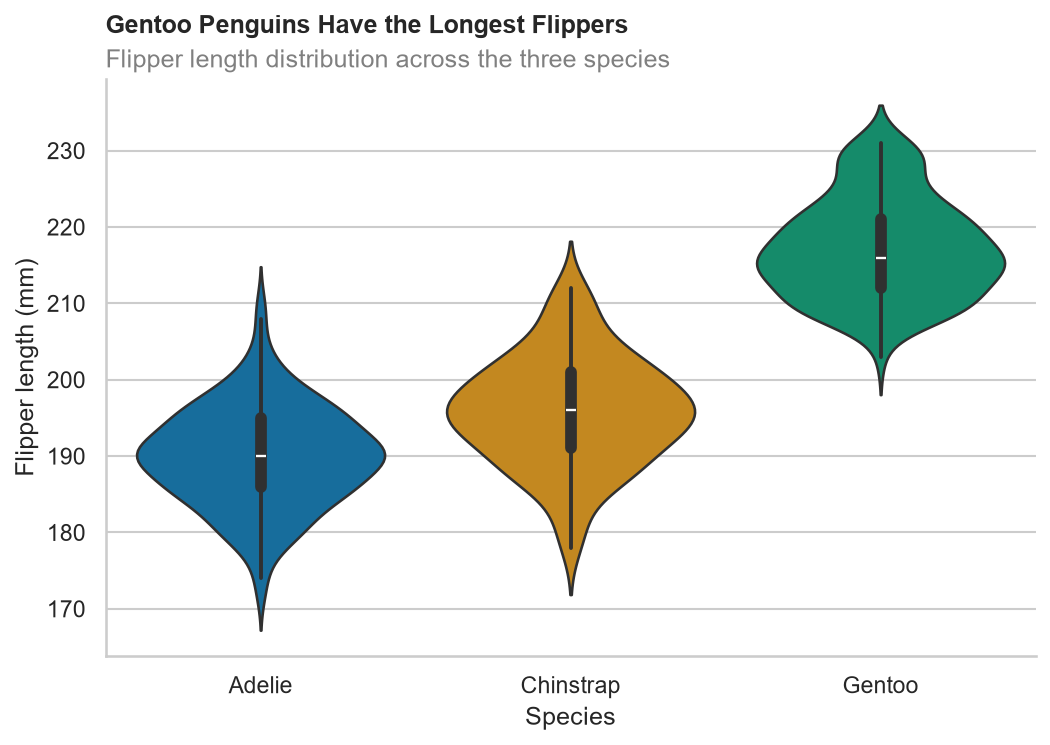 Gentoo Penguins Have the Longest Flippers
Flipper length distribution across the three species
Flipper length (mm)
230
220
210
200
190
180
170
Adelie
Chinstrap
Gentoo
Species